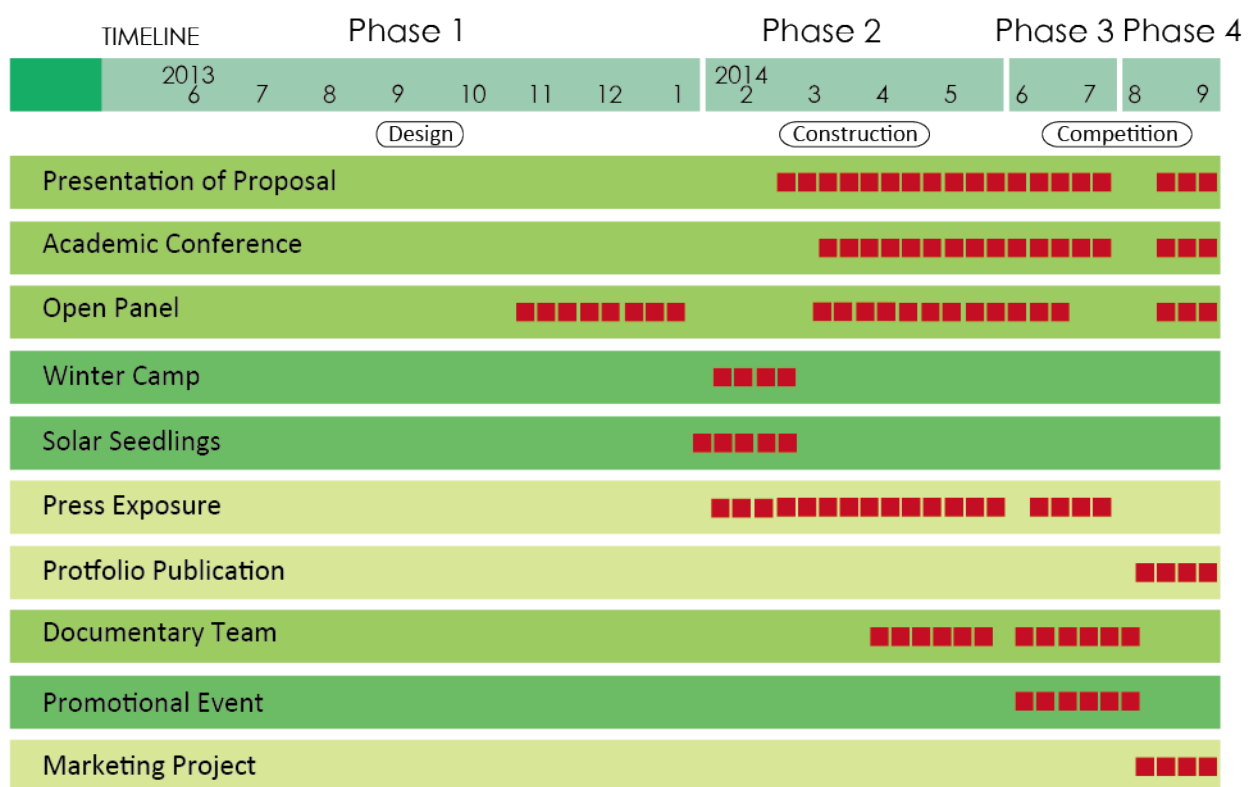 TIMELINE Phase 1 Phase 2 Phase 3 Phase 4
2013 2014
6 7 8 9 10 11 12 1 2 3 4 5 6 7 8 9
Design Construction Competition
Presentation of Proposal
Academic Conference
Open Panel
Winter Camp
Solar Seedlings
Press Exposure
Protfolio Publication
Documentary Team
Promotional Event
Marketing Project